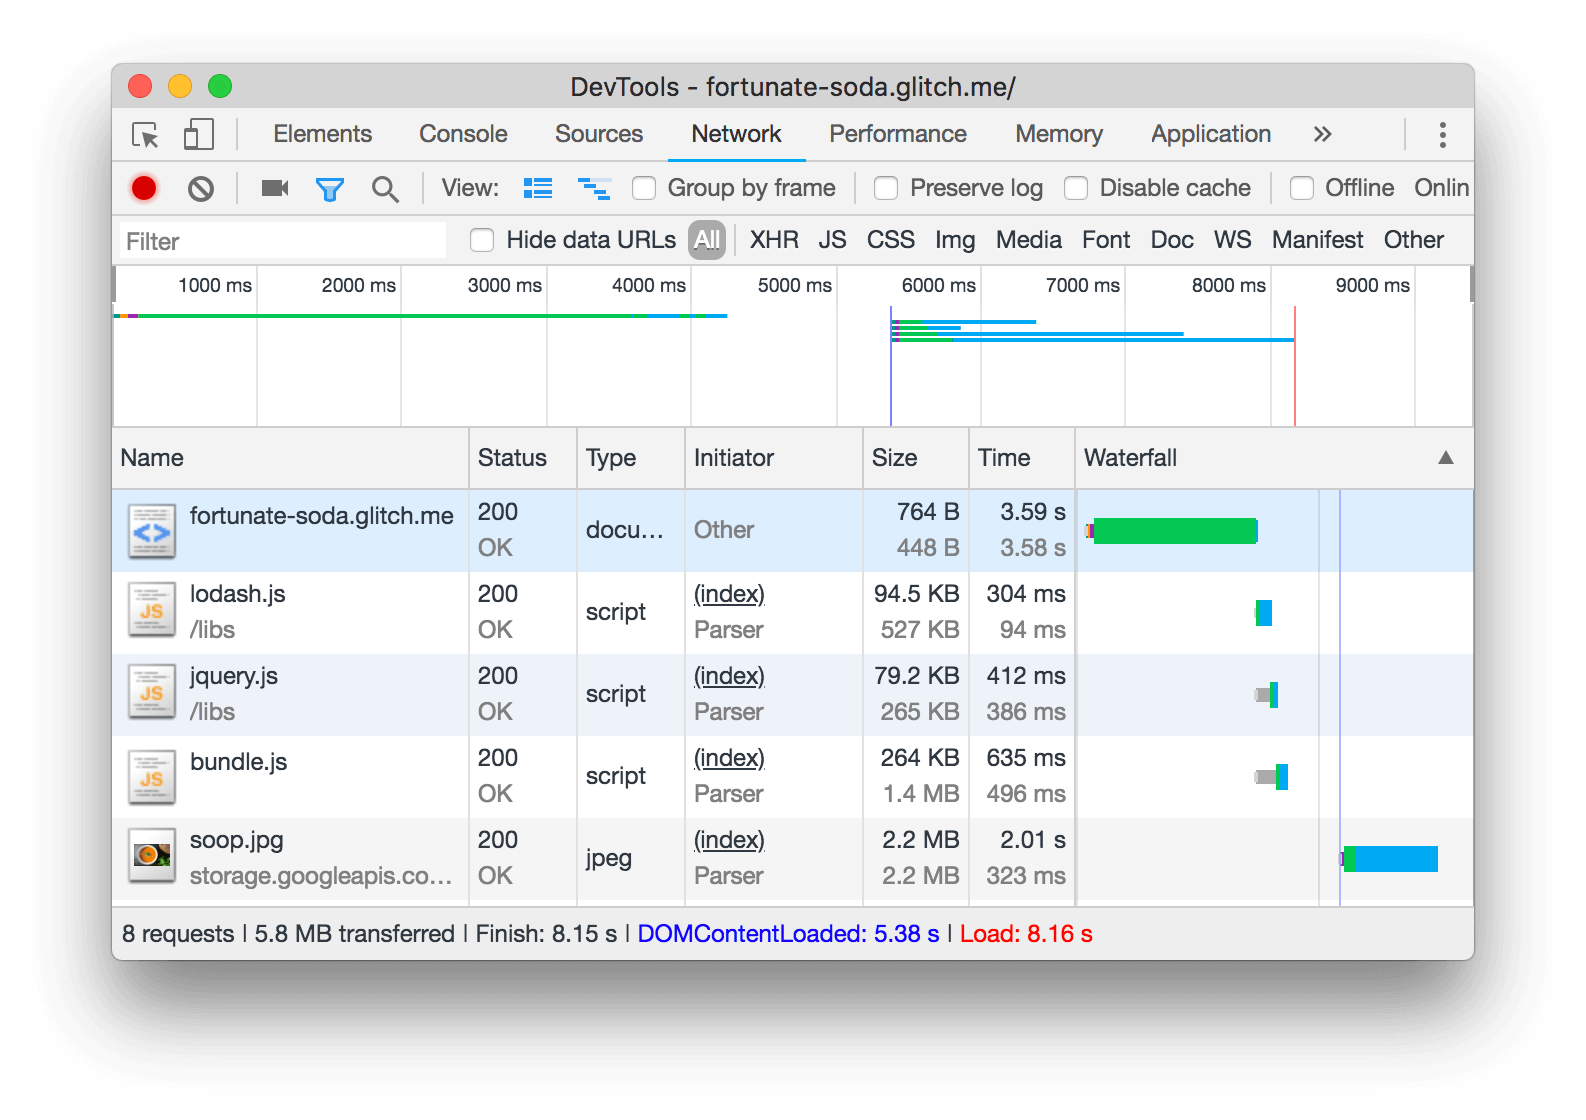 DevTools - fortunate-soda.glitch.me/
Elements Console Sources Network Performance Memory Application »
View: Group by frame Preserve log Disable cache Offline Onlin
Filter Hide data URLs All XHR JS CSS Img Media Font Doc WS Manifest Other
1000 ms 2000 ms 3000 ms 4000 ms 5000 ms 6000 ms 7000 ms 8000 ms 9000 ms
Name Status Type Initiator Size Time Waterfall ▲
fortunate-soda.glitch.me 200 docu... Other 764 B 3.59 s
OK 448 B 3.58 s
lodash.js 200 script (index) 94.5 KB 304 ms
/libs OK Parser 527 KB 94 ms
jquery.js 200 script (index) 79.2 KB 412 ms
/libs OK Parser 265 KB 386 ms
bundle.js 200 script (index) 264 KB 635 ms
OK Parser 1.4 MB 496 ms
soop.jpg 200 jpeg (index) 2.2 MB 2.01 s
storage.googleapis.co... OK Parser 2.2 MB 323 ms
8 requests | 5.8 MB transferred | Finish: 8.15 s | DOMContentLoaded: 5.38 s | Load: 8.16 s